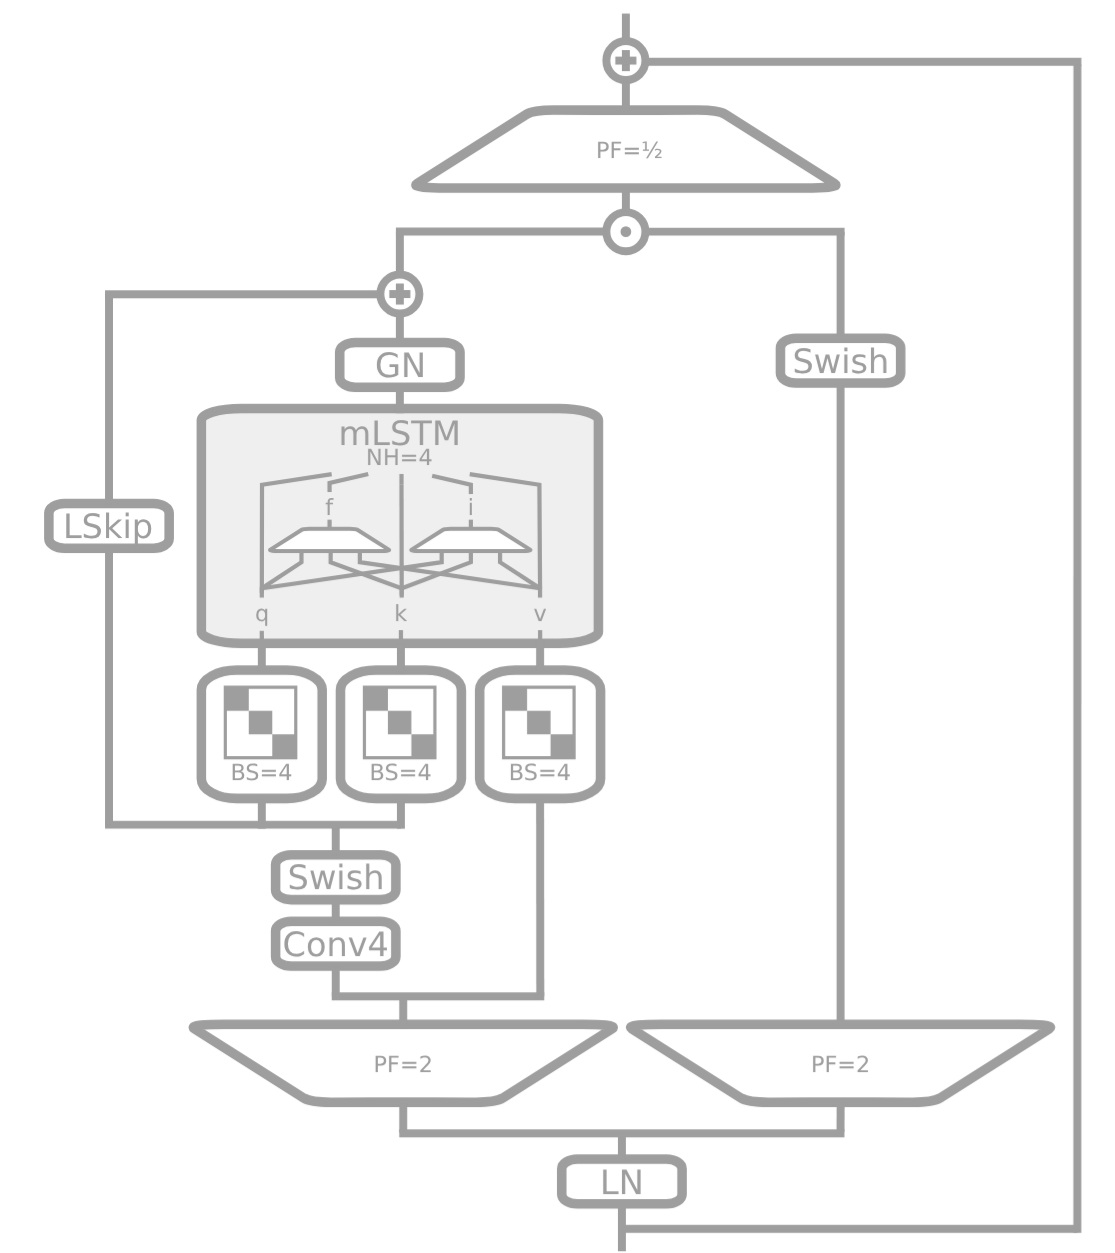 PF=½
GN
Swish
mLSTM
NH=4
LSkip
f
i
q
k
v
BS=4
BS=4
BS=4
Swish
Conv4
PF=2
PF=2
LN